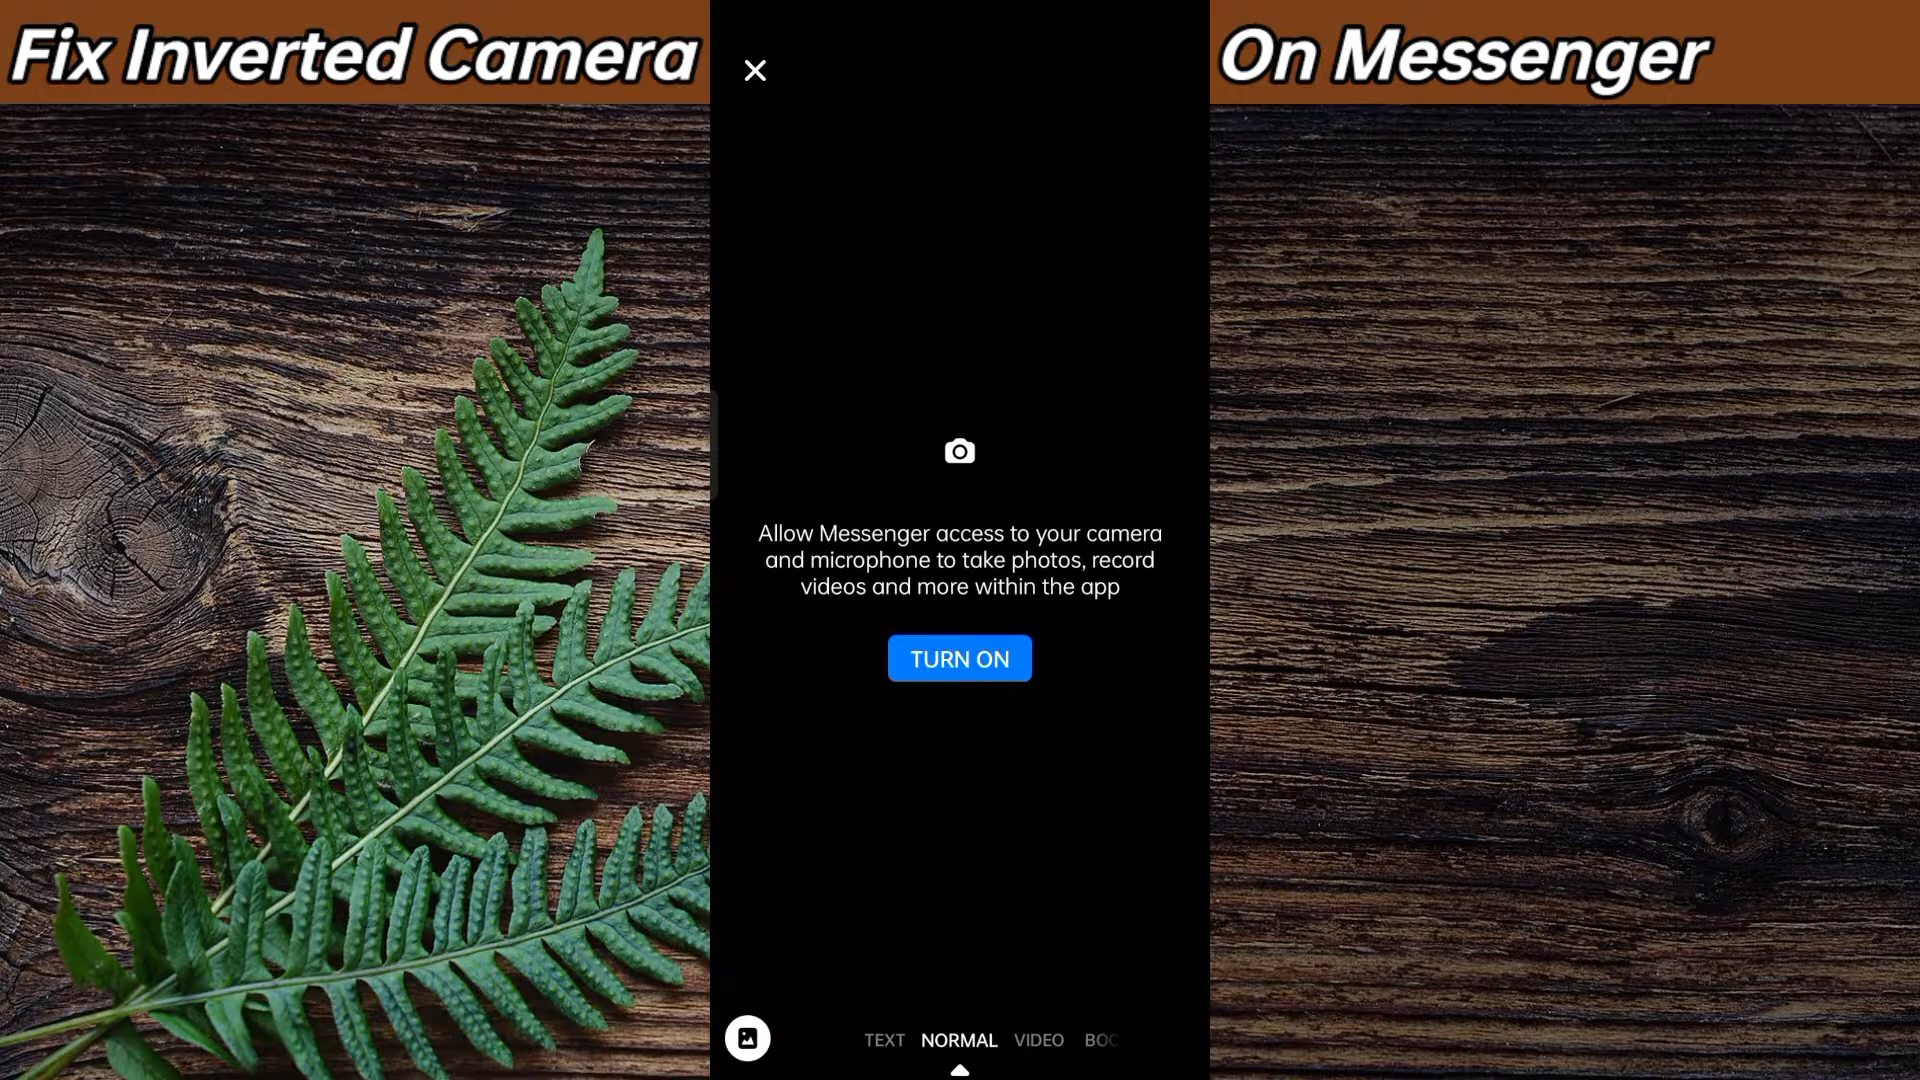 Fix Inverted Camera On Messenger
Allow Messenger access to your camera
and microphone to take photos, record
videos and more within the app
TURN ON
TEXT NORMAL VIDEO BOO